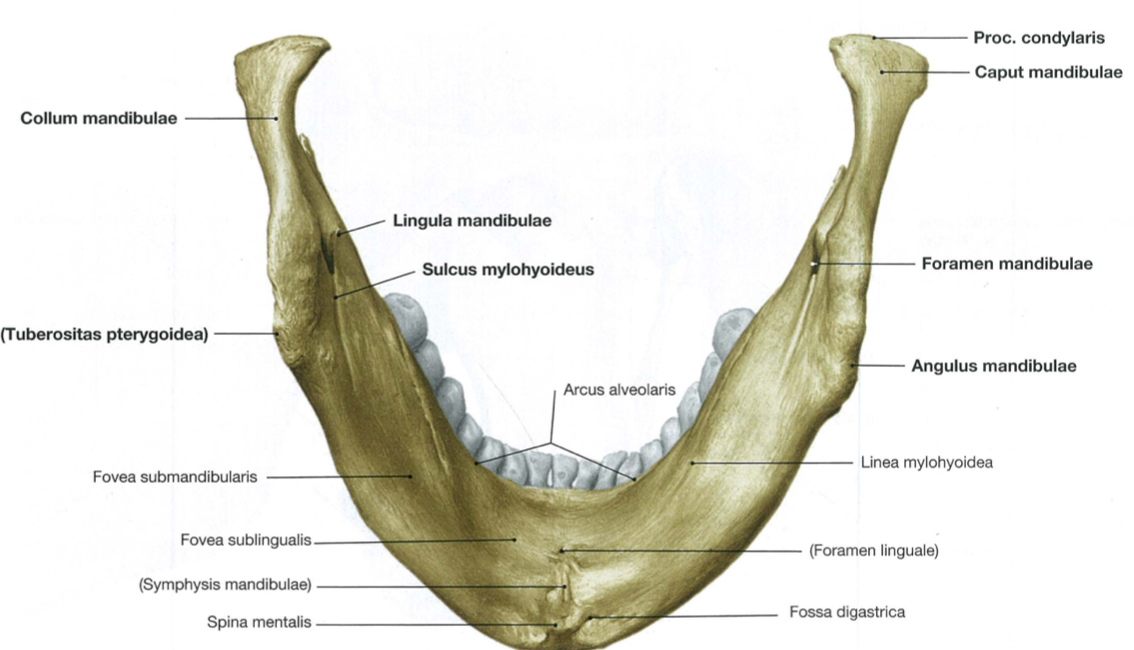 Proc. condylaris
Caput mandibulae
Collum mandibulae
Lingula mandibulae
Sulcus mylohyoideus
Foramen mandibulae
(Tuberositas pterygoidea)
Angulus mandibulae
Arcus alveolaris
Fovea submandibularis
Linea mylohyoidea
Fovea sublingualis
(Foramen linguale)
(Symphysis mandibulae)
Fossa digastrica
Spina mentalis